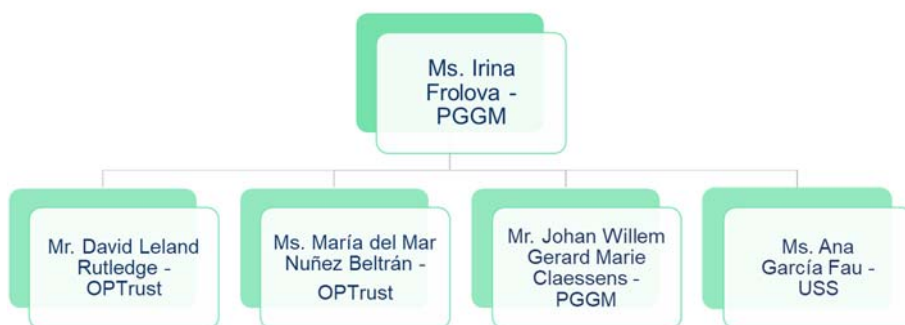 Ms. Irina
Frolova -
PGGM
Mr. David Leland
Rutledge -
OPTrust
Ms. María del Mar
Nuñez Beltrán -
OPTrust
Mr. Johan Willem
Gerard Marie
Claessens -
PGGM
Ms. Ana
García Fau -
USS